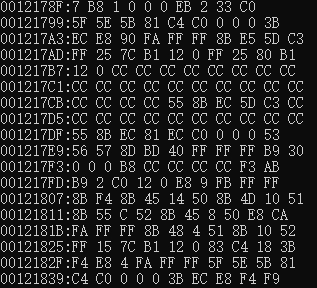 0012178F:7 B8 1 0 0 0 EB 2 33 C0
00121799:5F 5E 5B 81 C4 C0 0 0 0 3B
001217A3:EC E8 90 FA FF FF 8B E5 5D C3
001217AD:FF 25 7C B1 12 0 FF 25 80 B1
001217B7:12 0 CC CC CC CC CC CC CC CC
001217C1:CC CC CC CC CC CC CC CC CC CC
001217CB:CC CC CC CC 55 8B EC 5D C3 CC
001217D5:CC CC CC CC CC CC CC CC CC CC
001217DF:55 8B EC 81 EC C0 0 0 0 53
001217E9:56 57 8D BD 40 FF FF FF B9 30
001217F3:0 0 0 B8 CC CC CC CC F3 AB
001217FD:B9 2 C0 12 0 E8 9 FB FF FF
00121807:8B F4 8B 45 14 50 8B 4D 10 51
00121811:8B 55 C 52 8B 45 8 50 E8 CA
0012181B:FA FF FF 8B 48 4 51 8B 10 52
00121825:FF 15 7C B1 12 0 83 C4 18 3B
0012182F:F4 E8 4 FA FF FF 5F 5E 5B 81
00121839:C4 C0 0 0 0 3B EC E8 F4 F9